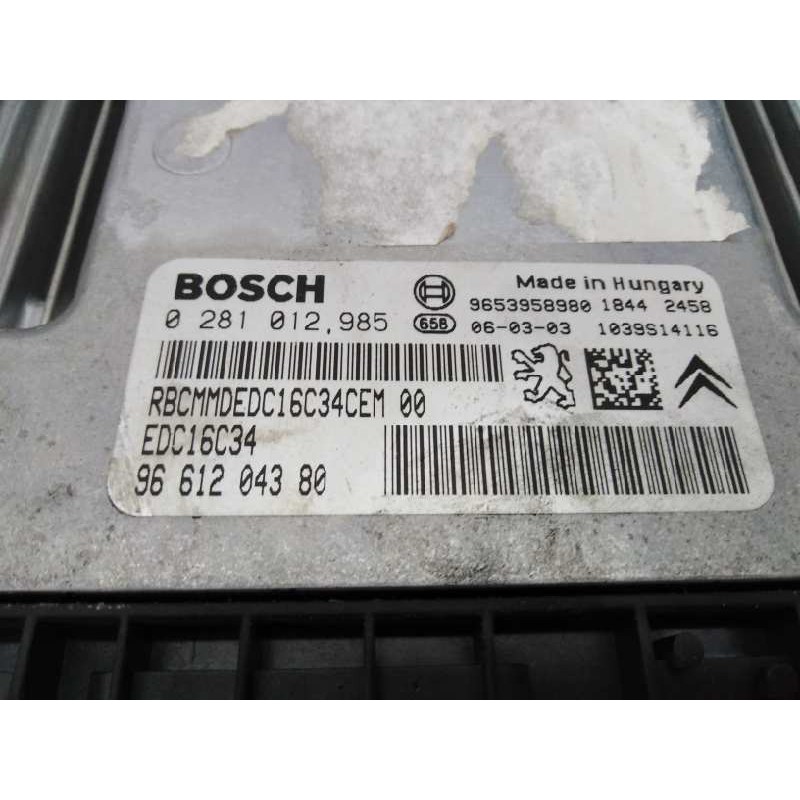 BOSCH
Made in Hungary
9653958980 1844 2458
0 281 012,985
658
06-03-03 1039S14116
RBCMMDEDC16C34CEM 00
EDC16C34
96 612 043 80